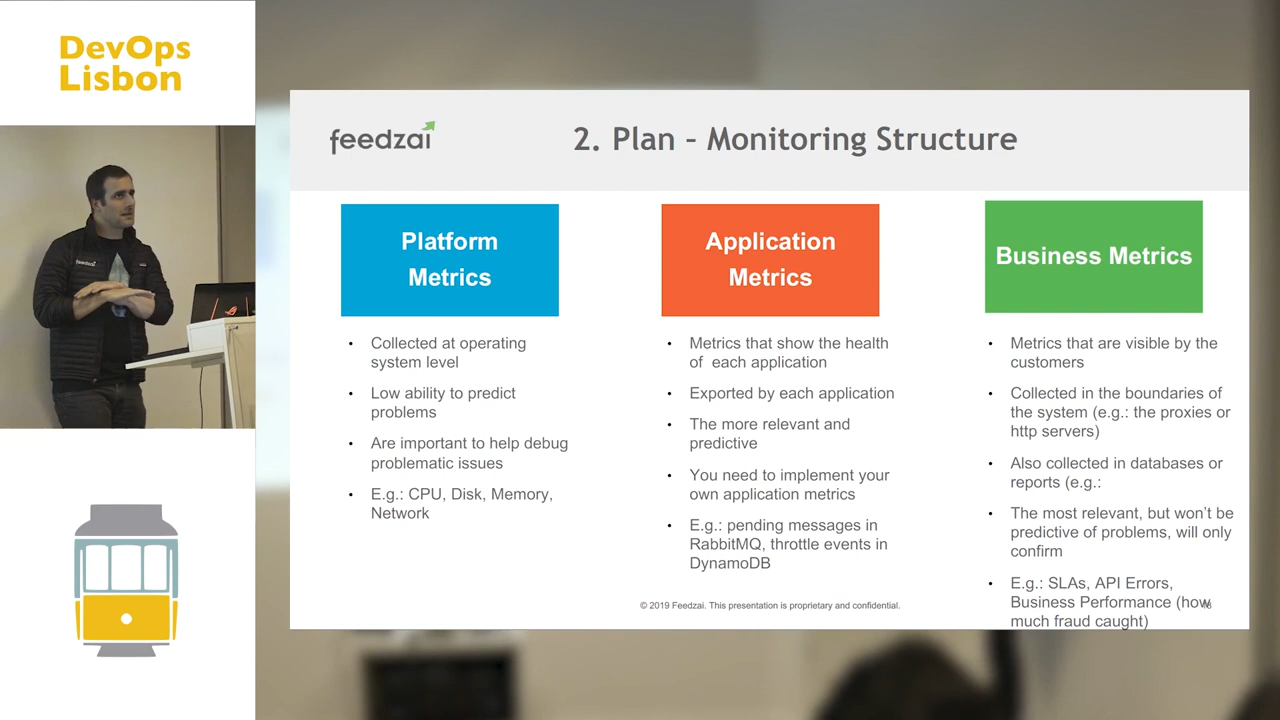 DevOps
Lisbon
feedzai
feedzai
2. Plan – Monitoring Structure
Platform
Metrics
• Collected at operating
system level
• Low ability to predict
problems
• Are important to help debug
problematic issues
• E.g.: CPU, Disk, Memory,
Network
Application
Metrics
• Metrics that show the health
of each application
• Exported by each application
• The more relevant and
predictive
• You need to implement your
own application metrics
• E.g.: pending messages in
RabbitMQ, throttle events in
DynamoDB
Business Metrics
• Metrics that are visible by the
customers
• Collected in the boundaries of
the system (e.g.: the proxies or
http servers)
• Also collected in databases or
reports (e.g.:
• The most relevant, but won't be
predictive of problems, will only
confirm
• E.g.: SLAs, API Errors,
Business Performance (how
much fraud caught)
© 2019 Feedzai. This presentation is proprietary and confidential.